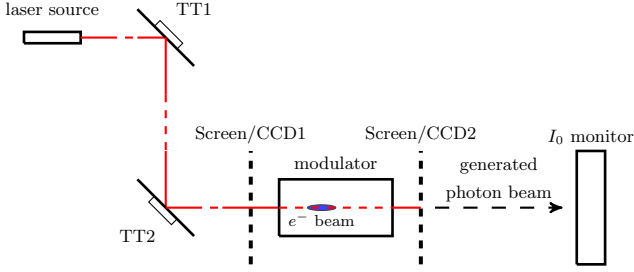 laser source
TT1
Screen/CCD1
Screen/CCD2
I₀ monitor
modulator
generated
photon beam
e⁻ beam
TT2